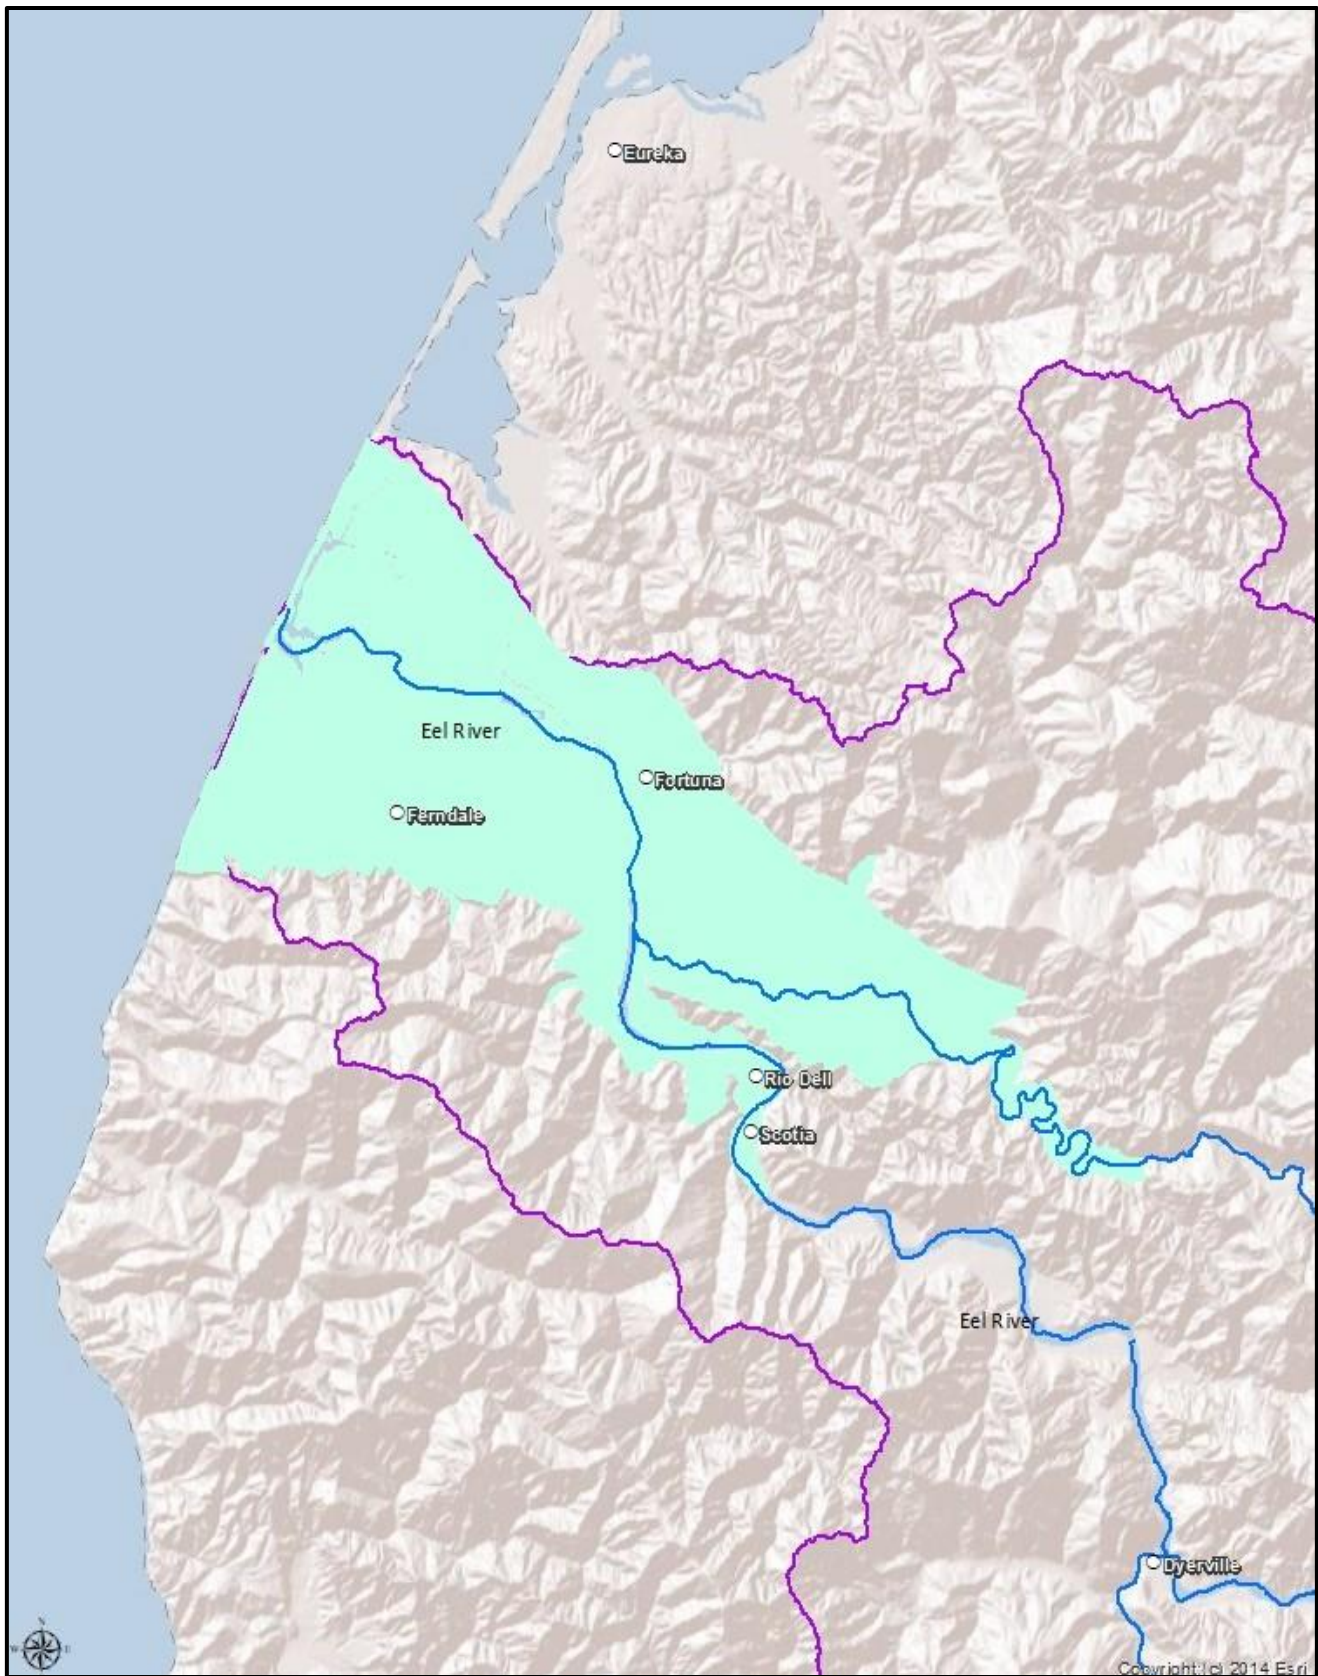 Eureka
Eel River
Fortuna
Ferndale
Rio Dell
Scotia
Eel River
Dyerville
N
W E
Copyright:(c) 2014 Esri